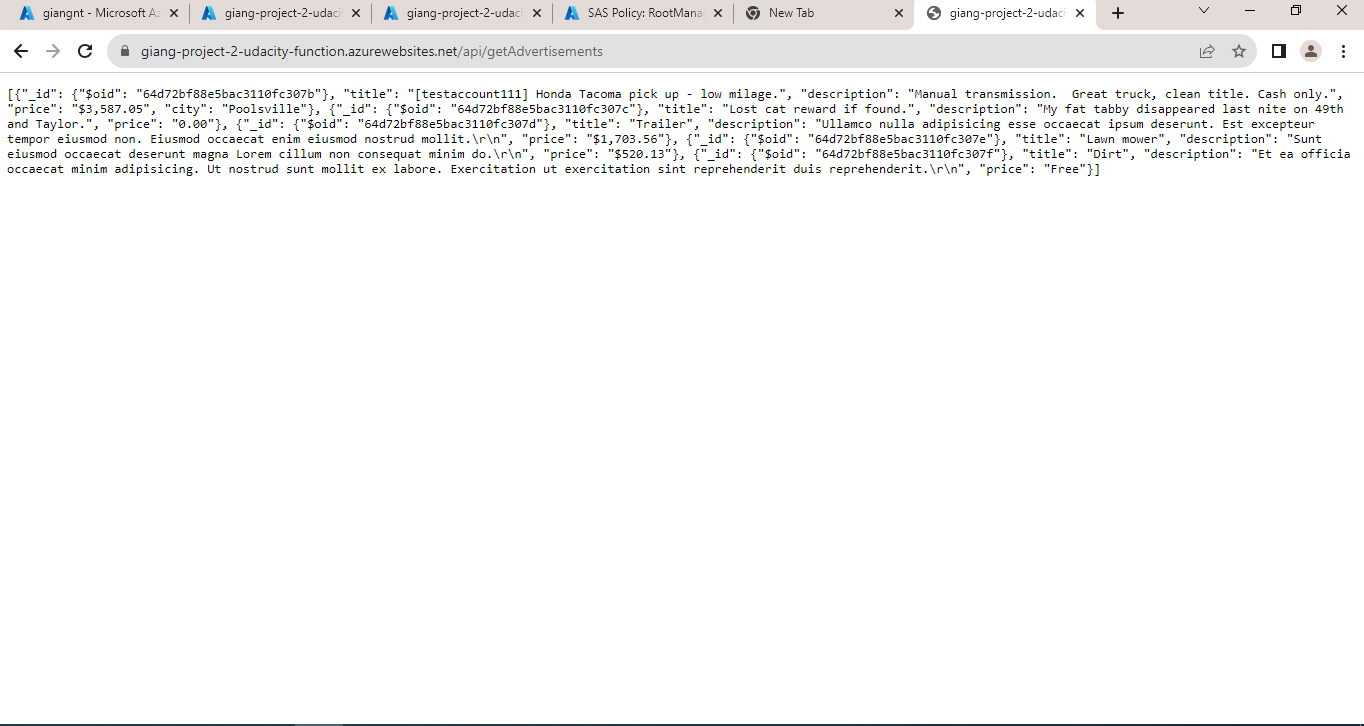 giangnt - Microsoft Az
giang-project-2-udaci
giang-project-2-udaci
SAS Policy: RootMana
New Tab
giang-project-2-udaci
giang-project-2-udacity-function.azurewebsites.net/api/getAdvertisements
[{"_id": {"$oid": "64d72bf88e5bac3110fc307b"}, "title": "[testaccount111] Honda Tacoma pick up - low milage.", "description": "Manual transmission.  Great truck, clean title. Cash only.",
"price": "$3,587.05", "city": "Poolsville"}, {"_id": {"$oid": "64d72bf88e5bac3110fc307c"}, "title": "Lost cat reward if found.", "description": "My fat tabby disappeared last nite on 49th
and Taylor.", "price": "0.00"}, {"_id": {"$oid": "64d72bf88e5bac3110fc307d"}, "title": "Trailer", "description": "Ullamco nulla adipisicing esse occaecat ipsum deserunt. Est excepteur
tempor eiusmod non. Eiusmod occaecat enim eiusmod nostrud mollit.\r\n", "price": "$1,703.56"}, {"_id": {"$oid": "64d72bf88e5bac3110fc307e"}, "title": "Lawn mower", "description": "Sunt
eiusmod occaecat deserunt magna Lorem cillum non consequat minim do.\r\n", "price": "$520.13"}, {"_id": {"$oid": "64d72bf88e5bac3110fc307f"}, "title": "Dirt", "description": "Et ea officia
occaecat minim adipisicing. Ut nostrud sunt mollit ex labore. Exercitation ut exercitation sint reprehenderit duis reprehenderit.\r\n", "price": "Free"}]